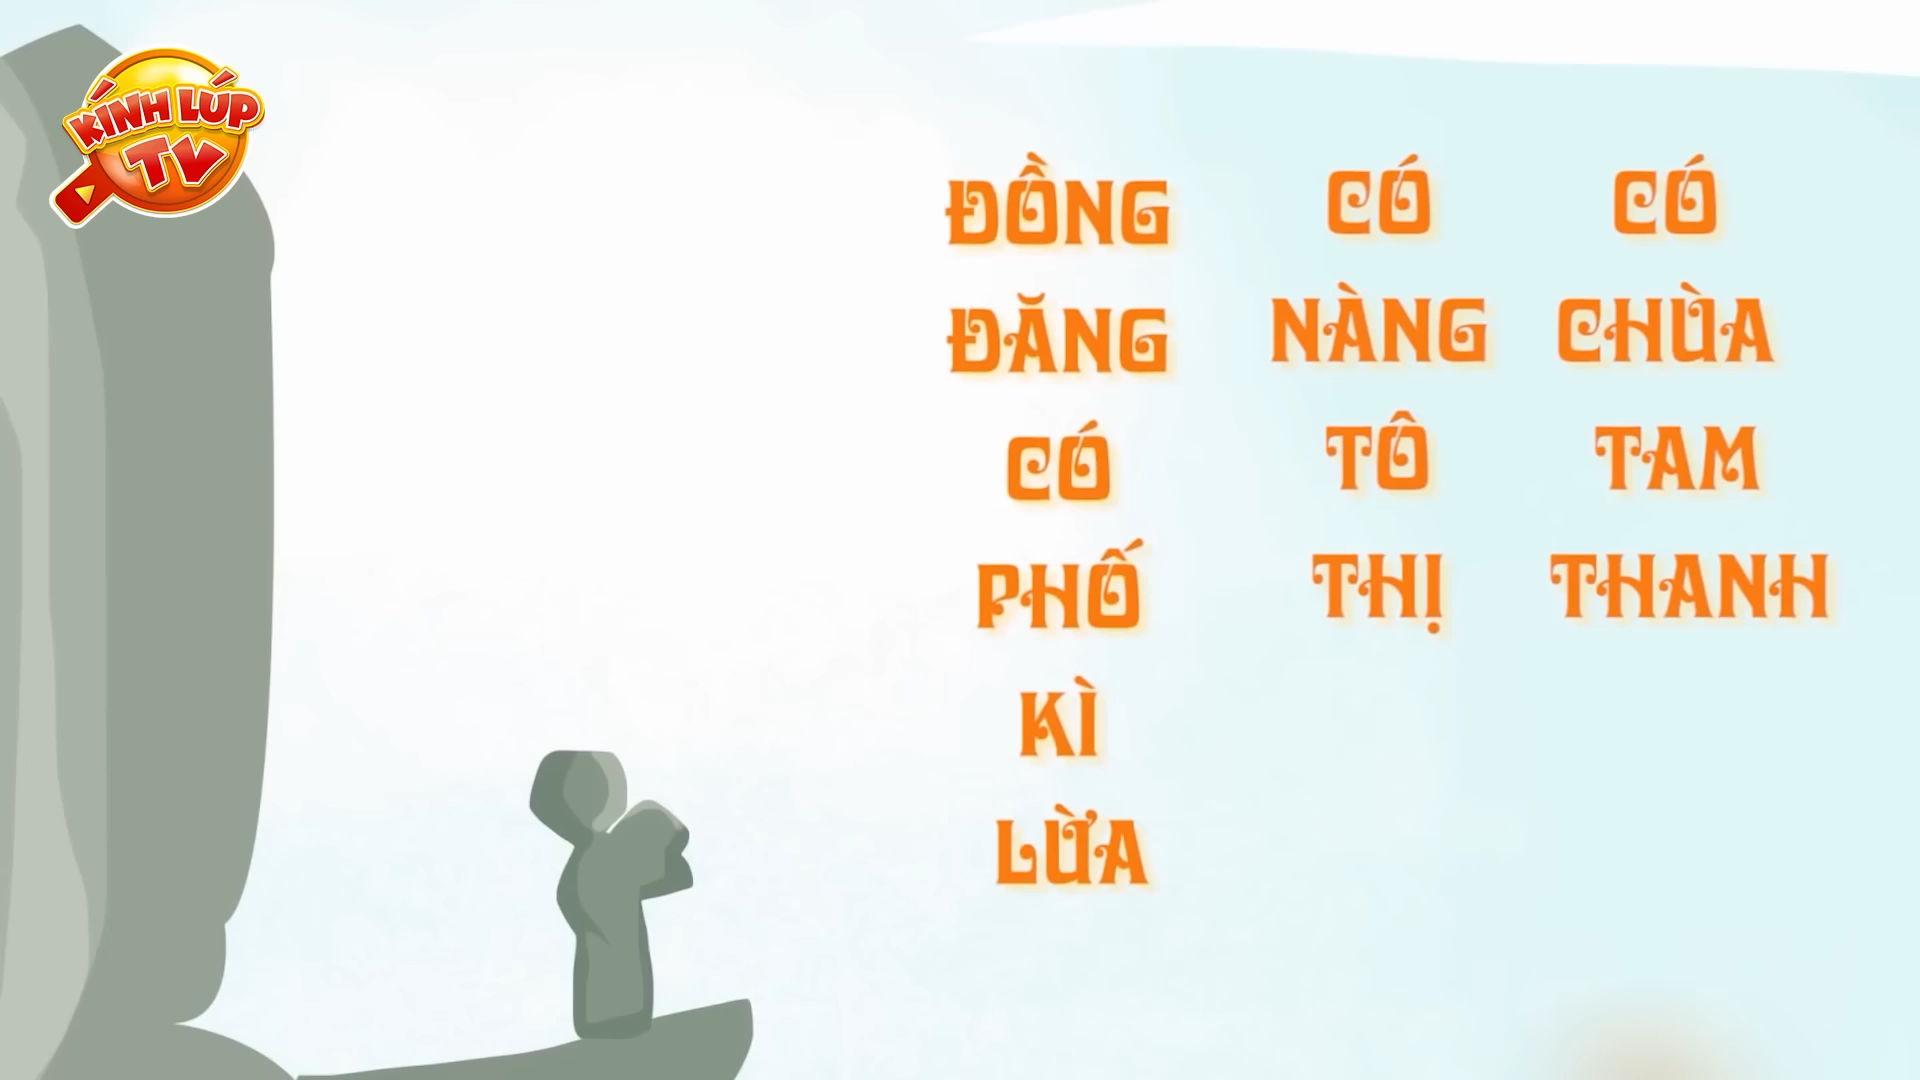 KÍNH LÚP
TV
ĐỒNG
ĐĂNG
CÓ
PHỐ
KÌ
LỪA
CÓ
NÀNG
TÔ
THỊ
CÓ
CHÙA
TAM
THANH